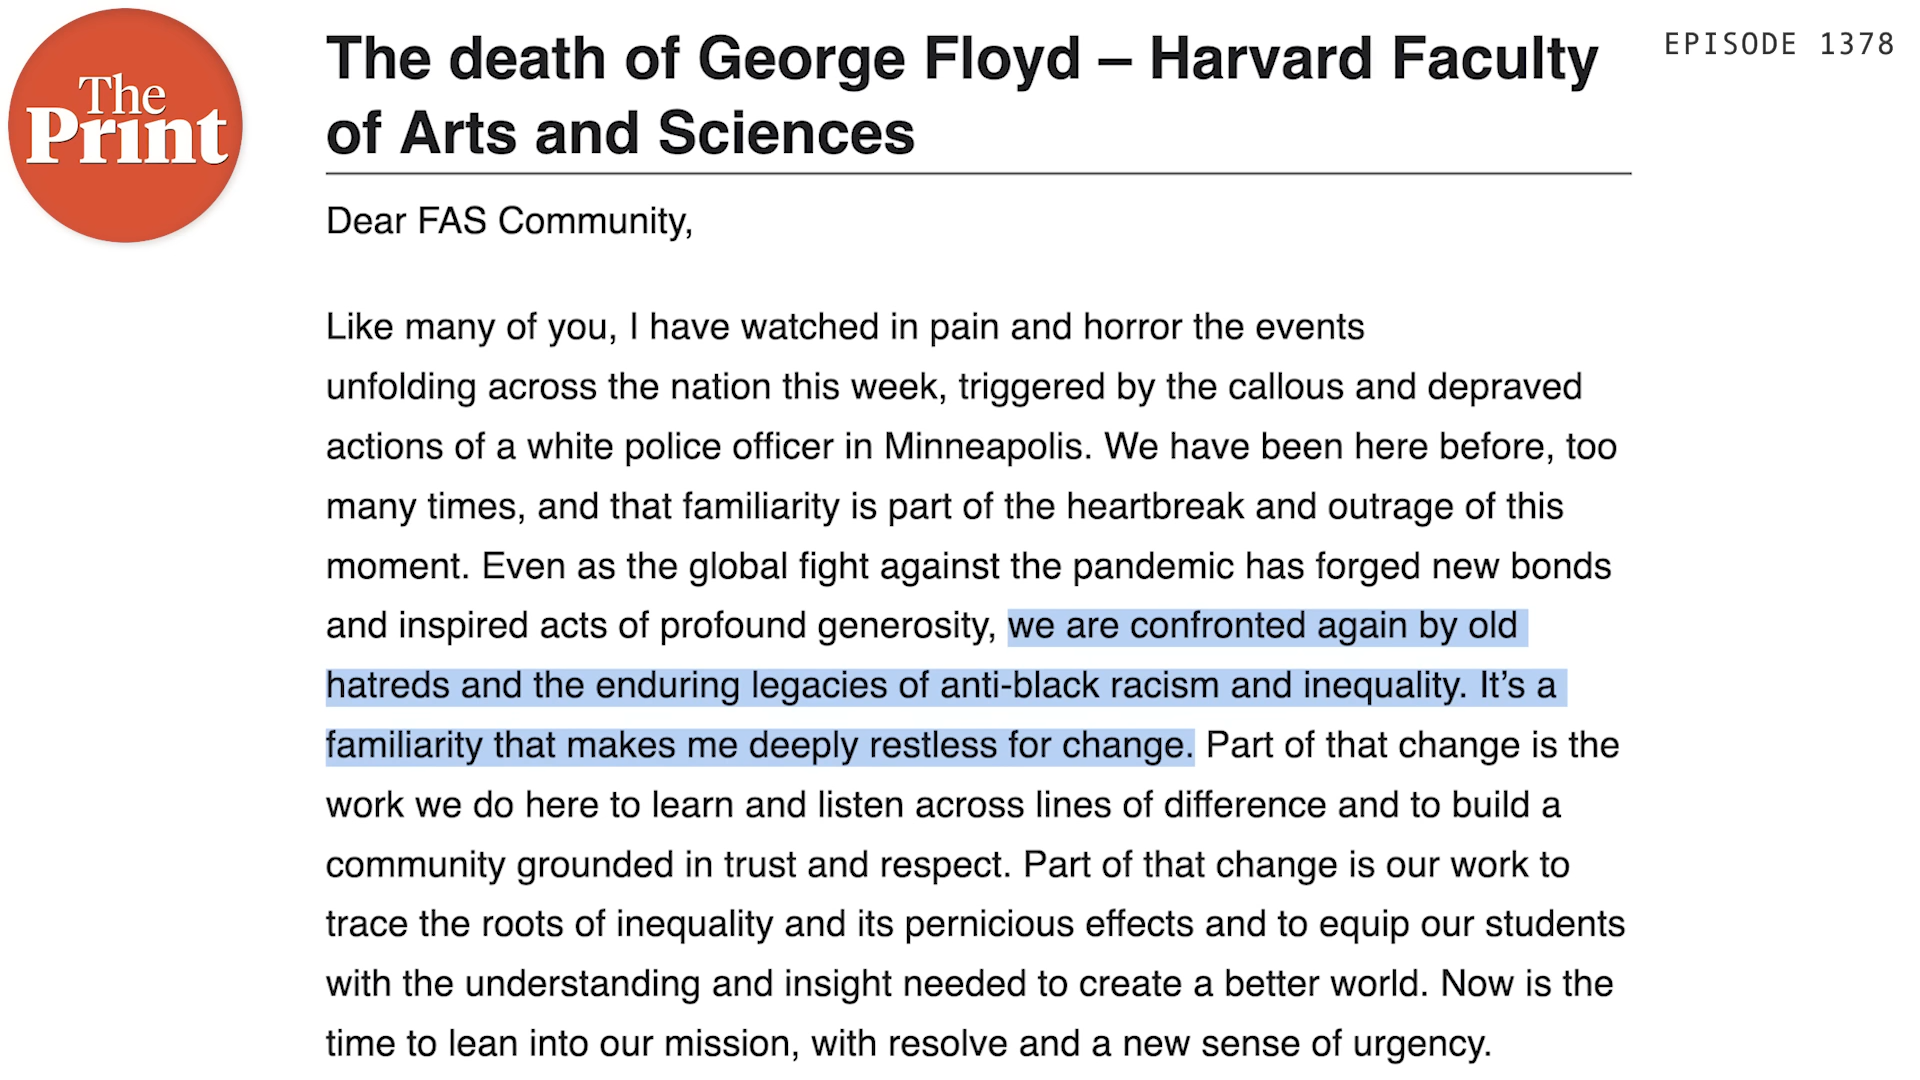 The
Print
EPISODE 1378
The death of George Floyd – Harvard Faculty
of Arts and Sciences
Dear FAS Community,
Like many of you, I have watched in pain and horror the events
unfolding across the nation this week, triggered by the callous and depraved
actions of a white police officer in Minneapolis. We have been here before, too
many times, and that familiarity is part of the heartbreak and outrage of this
moment. Even as the global fight against the pandemic has forged new bonds
and inspired acts of profound generosity, we are confronted again by old
hatreds and the enduring legacies of anti-black racism and inequality. It’s a
familiarity that makes me deeply restless for change. Part of that change is the
work we do here to learn and listen across lines of difference and to build a
community grounded in trust and respect. Part of that change is our work to
trace the roots of inequality and its pernicious effects and to equip our students
with the understanding and insight needed to create a better world. Now is the
time to lean into our mission, with resolve and a new sense of urgency.